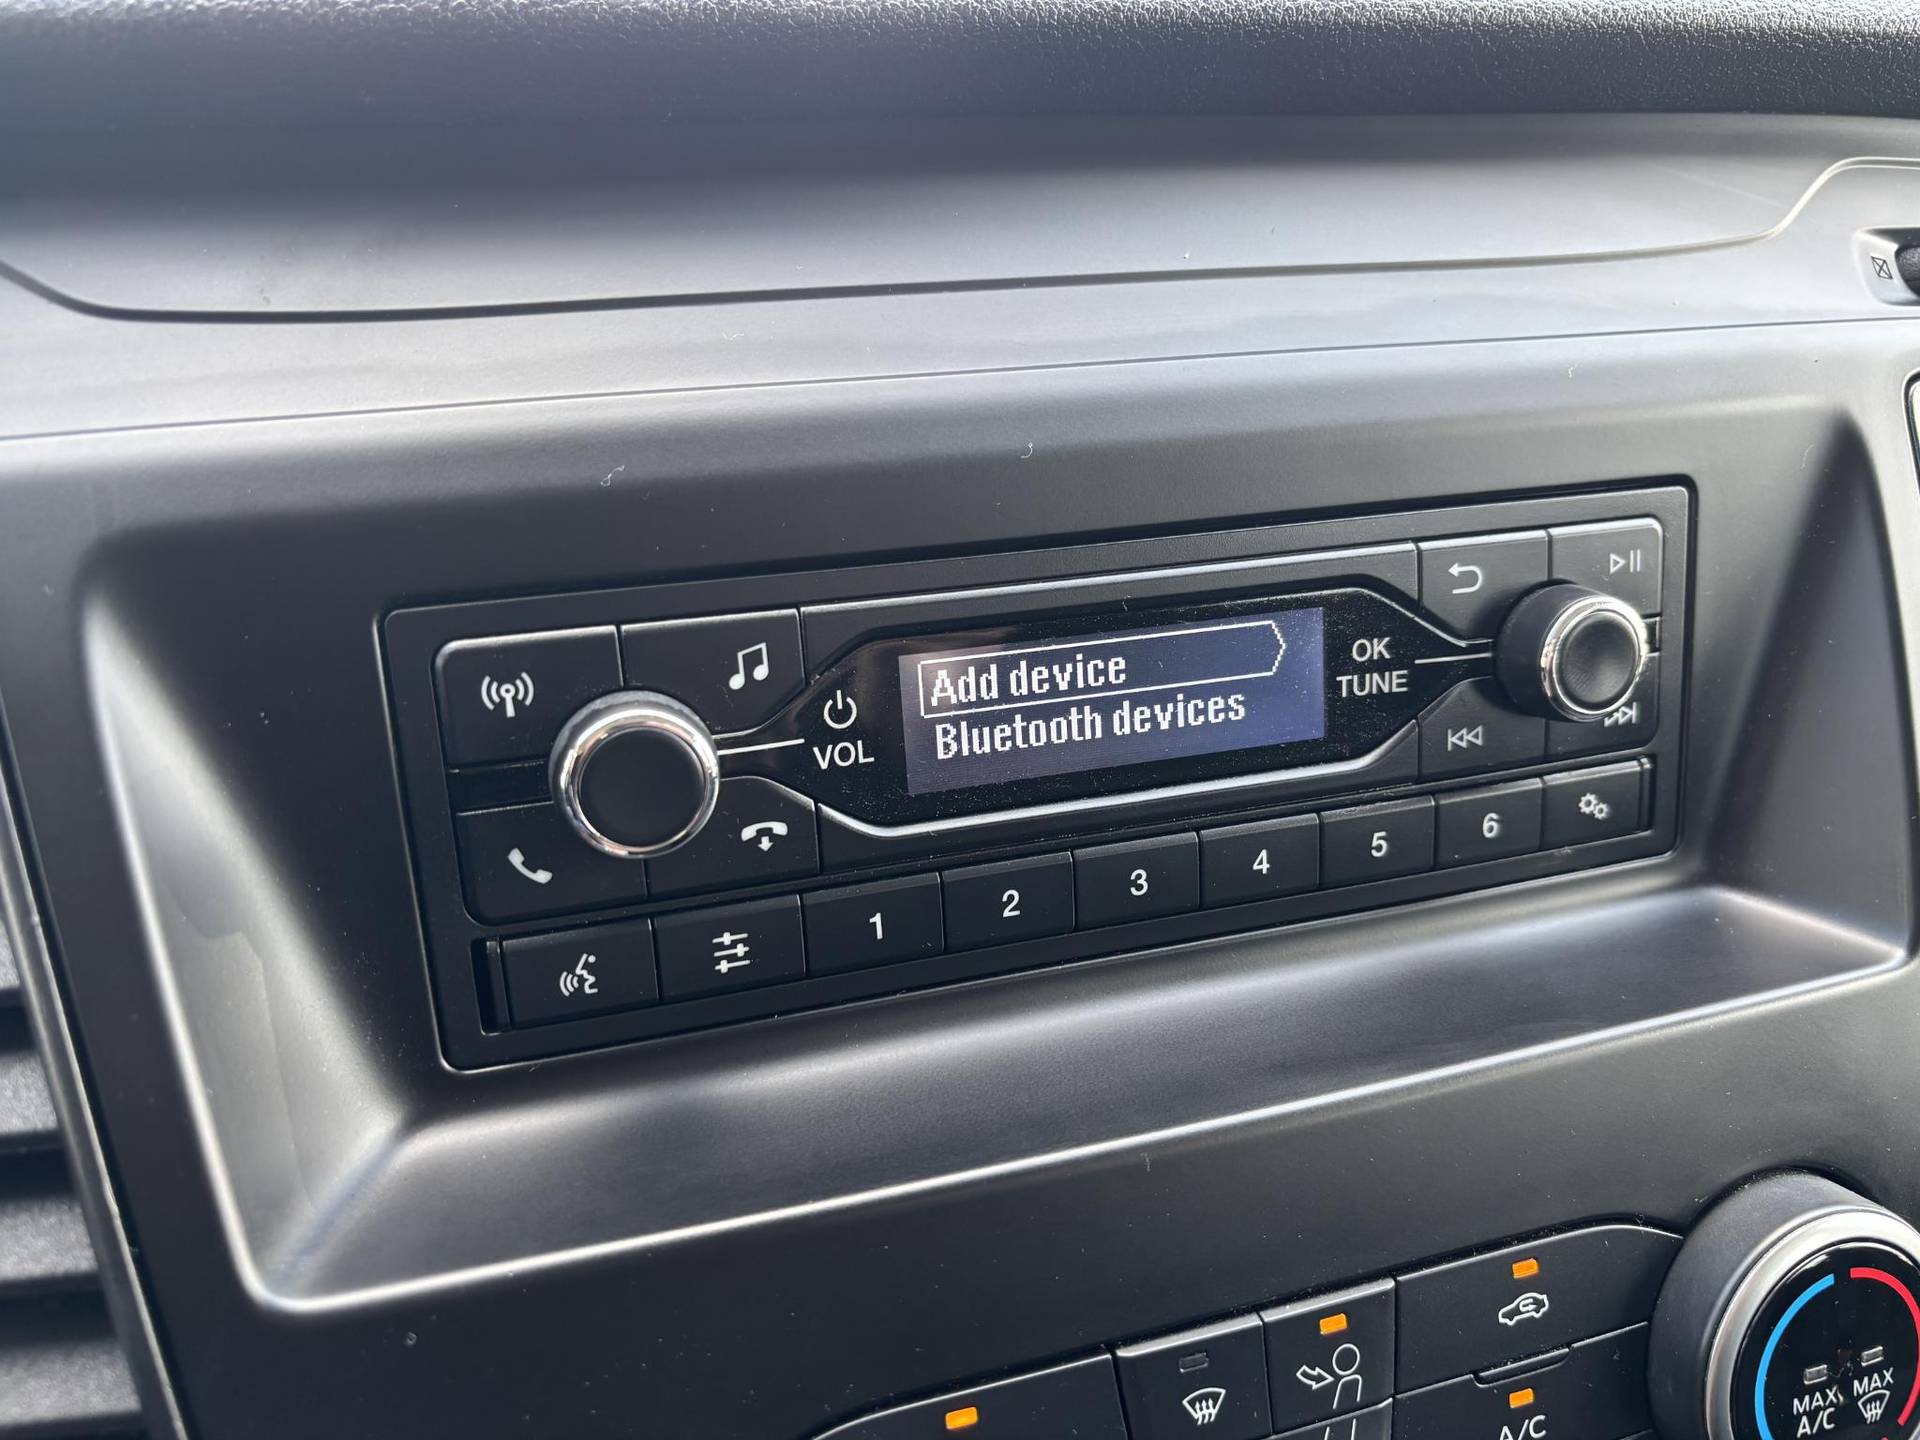 Add device
Bluetooth devices
VOL
OK
TUNE
1
2
3
4
5
6
A/C
MAX
A/C
MAX